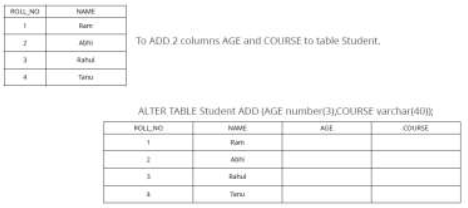 ROLL_NO NAME
1 Ram
2 Abhi
3 Rahul
4 Tanu
To ADD 2 columns AGE and COURSE to table Student.
ALTER TABLE Student ADD (AGE number(3),COURSE varchar(40));
ROLL_NO NAME AGE COURSE
1 Ram
2 Abhi
3 Rahul
4 Tanu